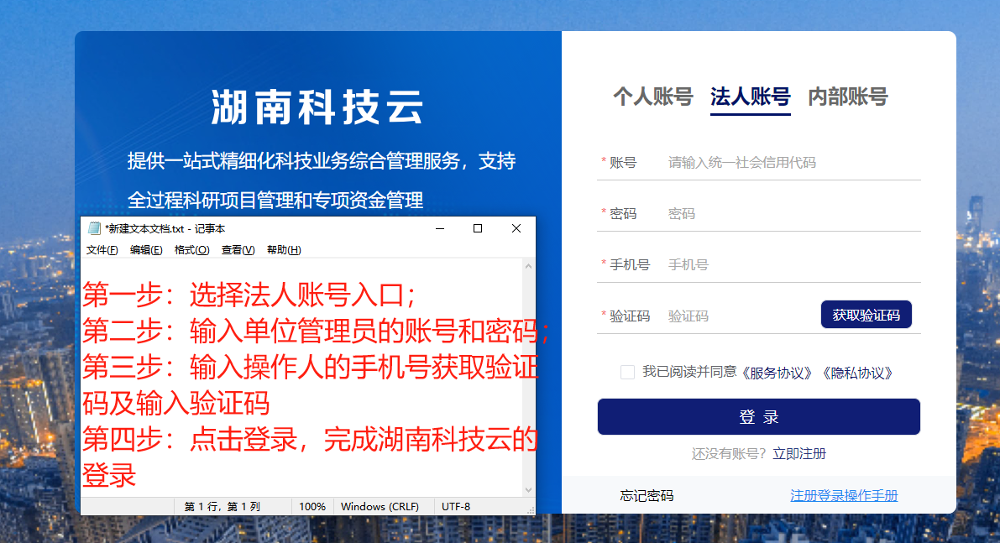 湖南科技云
提供一站式精细化科技业务综合管理服务，支持
全过程科研项目管理和专项资金管理
*新建文本文档.txt - 记事本
文件(F) 编辑(E) 格式(O) 查看(V) 帮助(H)
第一步：选择法人账号入口；
第二步：输入单位管理员的账号和密码；
第三步：输入操作人的手机号获取验证
码及输入验证码
第四步：点击登录，完成湖南科技云的
登录
第 1 行，第 1 列 100% Windows (CRLF) UTF-8
个人账号 法人账号 内部账号
* 账号 请输入统一社会信用代码
* 密码 密码
* 手机号 手机号
* 验证码 验证码 获取验证码
我已阅读并同意《服务协议》《隐私协议》
登 录
还没有账号？立即注册
忘记密码 注册登录操作手册